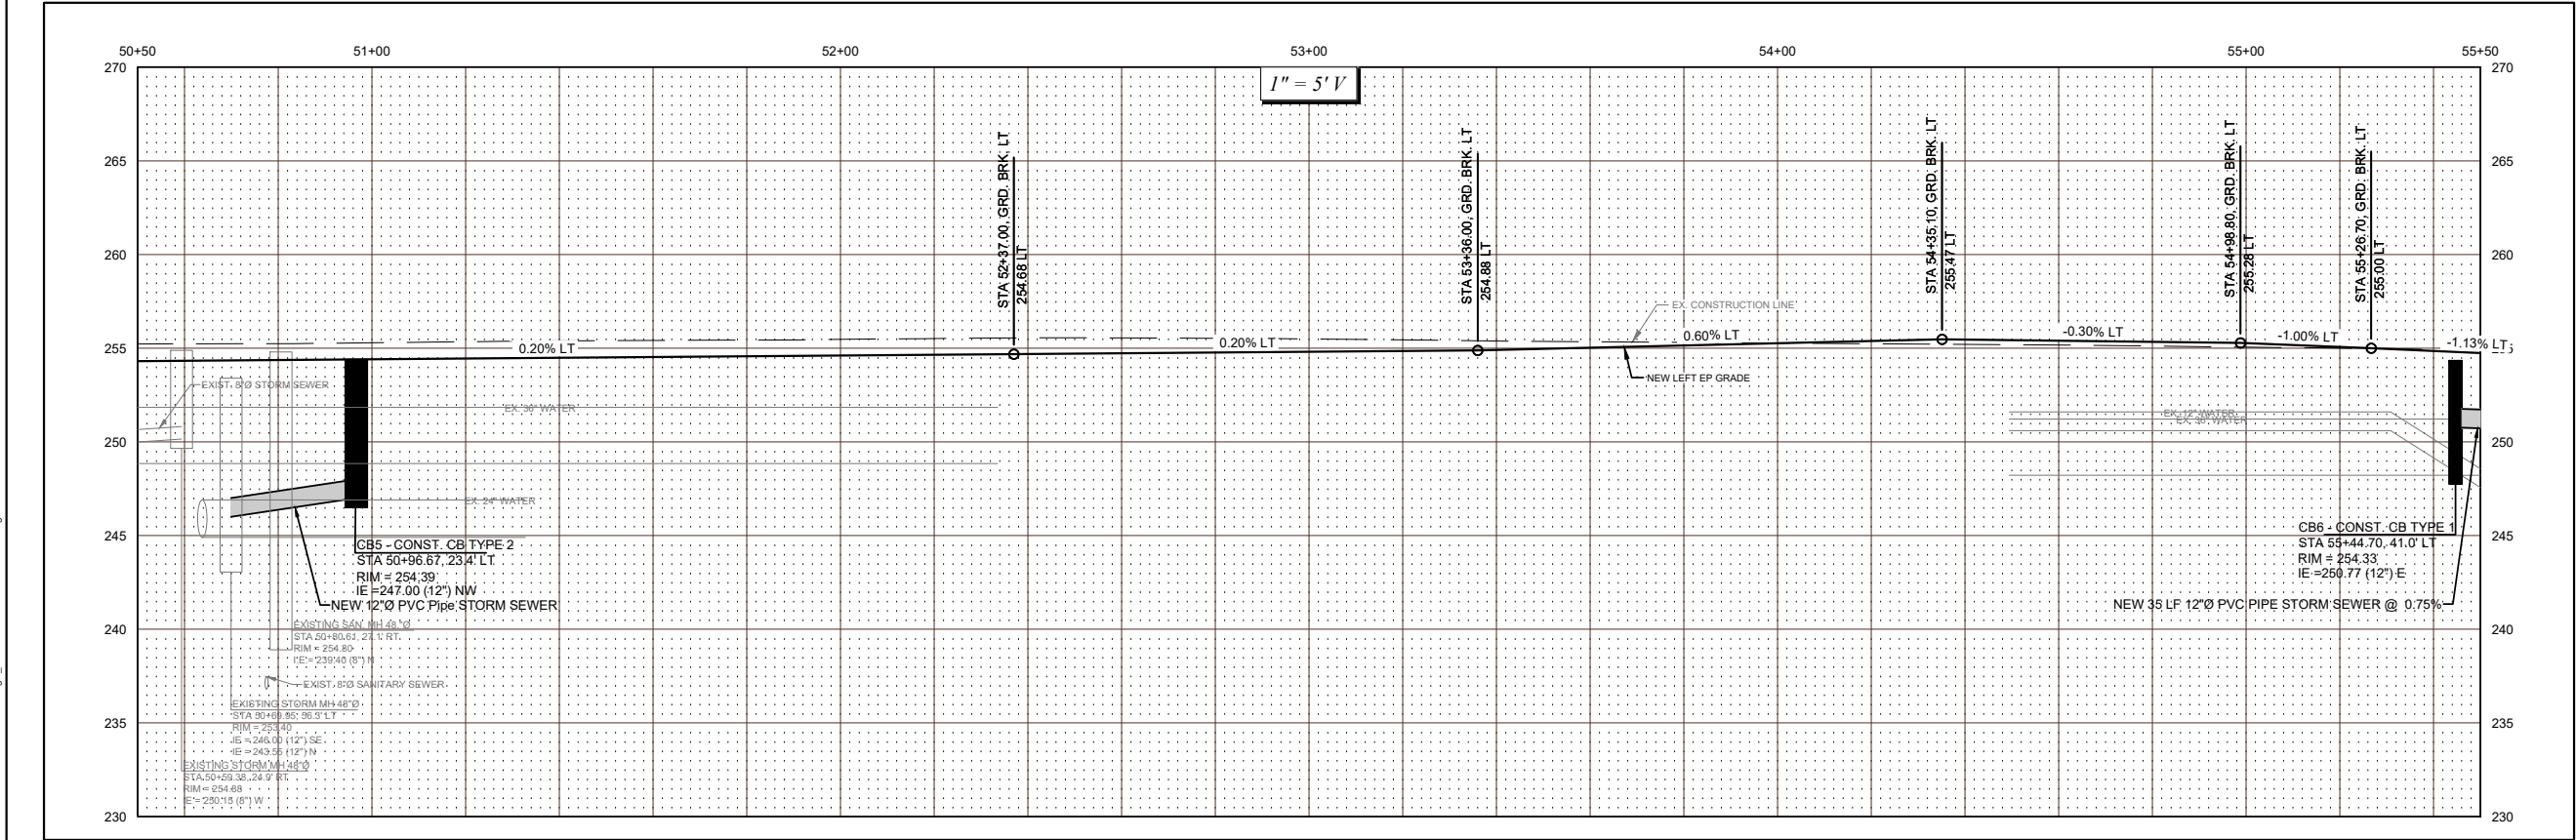 50+50 51+00 52+00 53+00 54+00 55+00 55+50
270 270
1" = 5' V
265 265
260 260
STA 52+37.00, GRD. BRK. LT
254.68 LT
STA 53+36.00, GRD. BRK. LT
254.88 LT
STA 54+35.10, GRD. BRK. LT
255.47 LT
STA 54+98.80, GRD. BRK. LT
255.28 LT
STA 55+26.70, GRD. BRK. LT
255.00 LT
EX. CONSTRUCTION LINE
255 0.20% LT 0.20% LT 0.60% LT -0.30% LT -1.00% LT -1.13% LT
NEW LEFT EP GRADE
EXIST. 8"Ø STORM SEWER
EX. 30" WATER
EX. 12" WATER
EX. 36" WATER
250 250
EX. 24" WATER
245 245
CB5 - CONST. CB TYPE 2
STA 50+96.67, 23.4' LT
RIM = 254.39
IE =247.00 (12") NW
NEW 12"Ø PVC Pipe STORM SEWER
CB6 - CONST. CB TYPE 1
STA 55+44.70, 41.0' LT
RIM = 254.33
IE =250.77 (12") E
NEW 35 LF 12"Ø PVC PIPE STORM SEWER @ 0.75%
240 240
EXISTING SAN. MH 48"Ø
STA 50+80.61, 27.1' RT
RIM = 254.80
I.E = 239.40 (8") N
EXIST. 8"Ø SANITARY SEWER
EXISTING STORM MH 48"Ø
STA 50+69.95, 36.3' LT
RIM = 253.40
IE = 246.00 (12") SE
IE = 243.55 (12") N
235 235
EXISTING STORM MH 48"Ø
STA 50+59.38, 24.9' RT
RIM = 254.88
IE = 250.15 (8") W
230 230